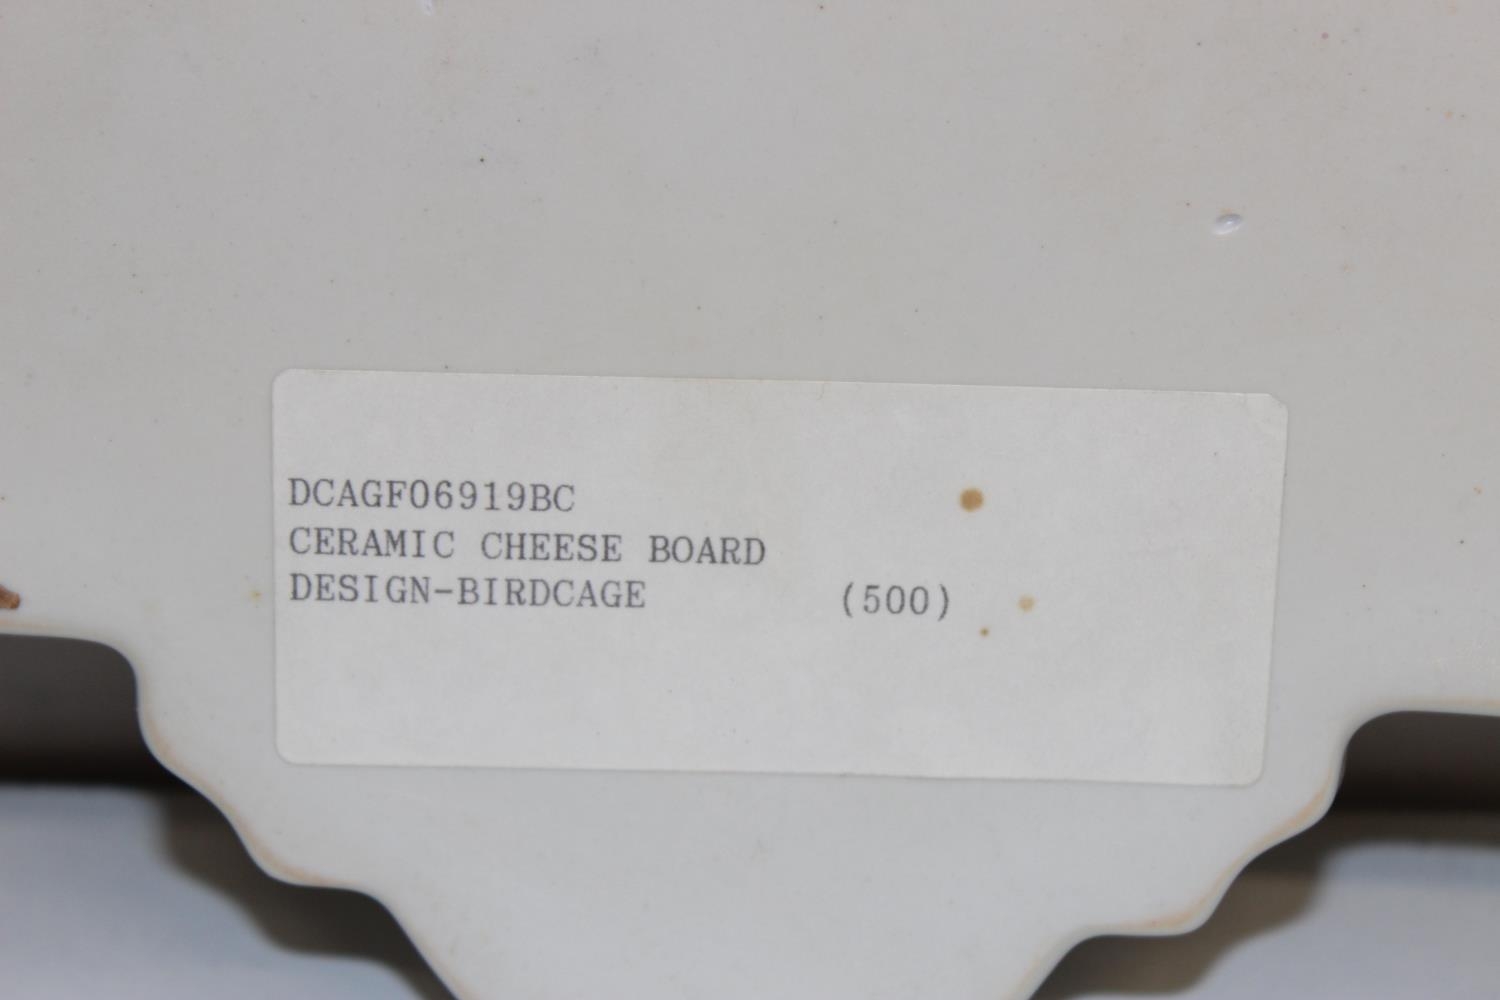 DCAGF06919BC
CERAMIC CHEESE BOARD
DESIGN-BIRDCAGE (500)